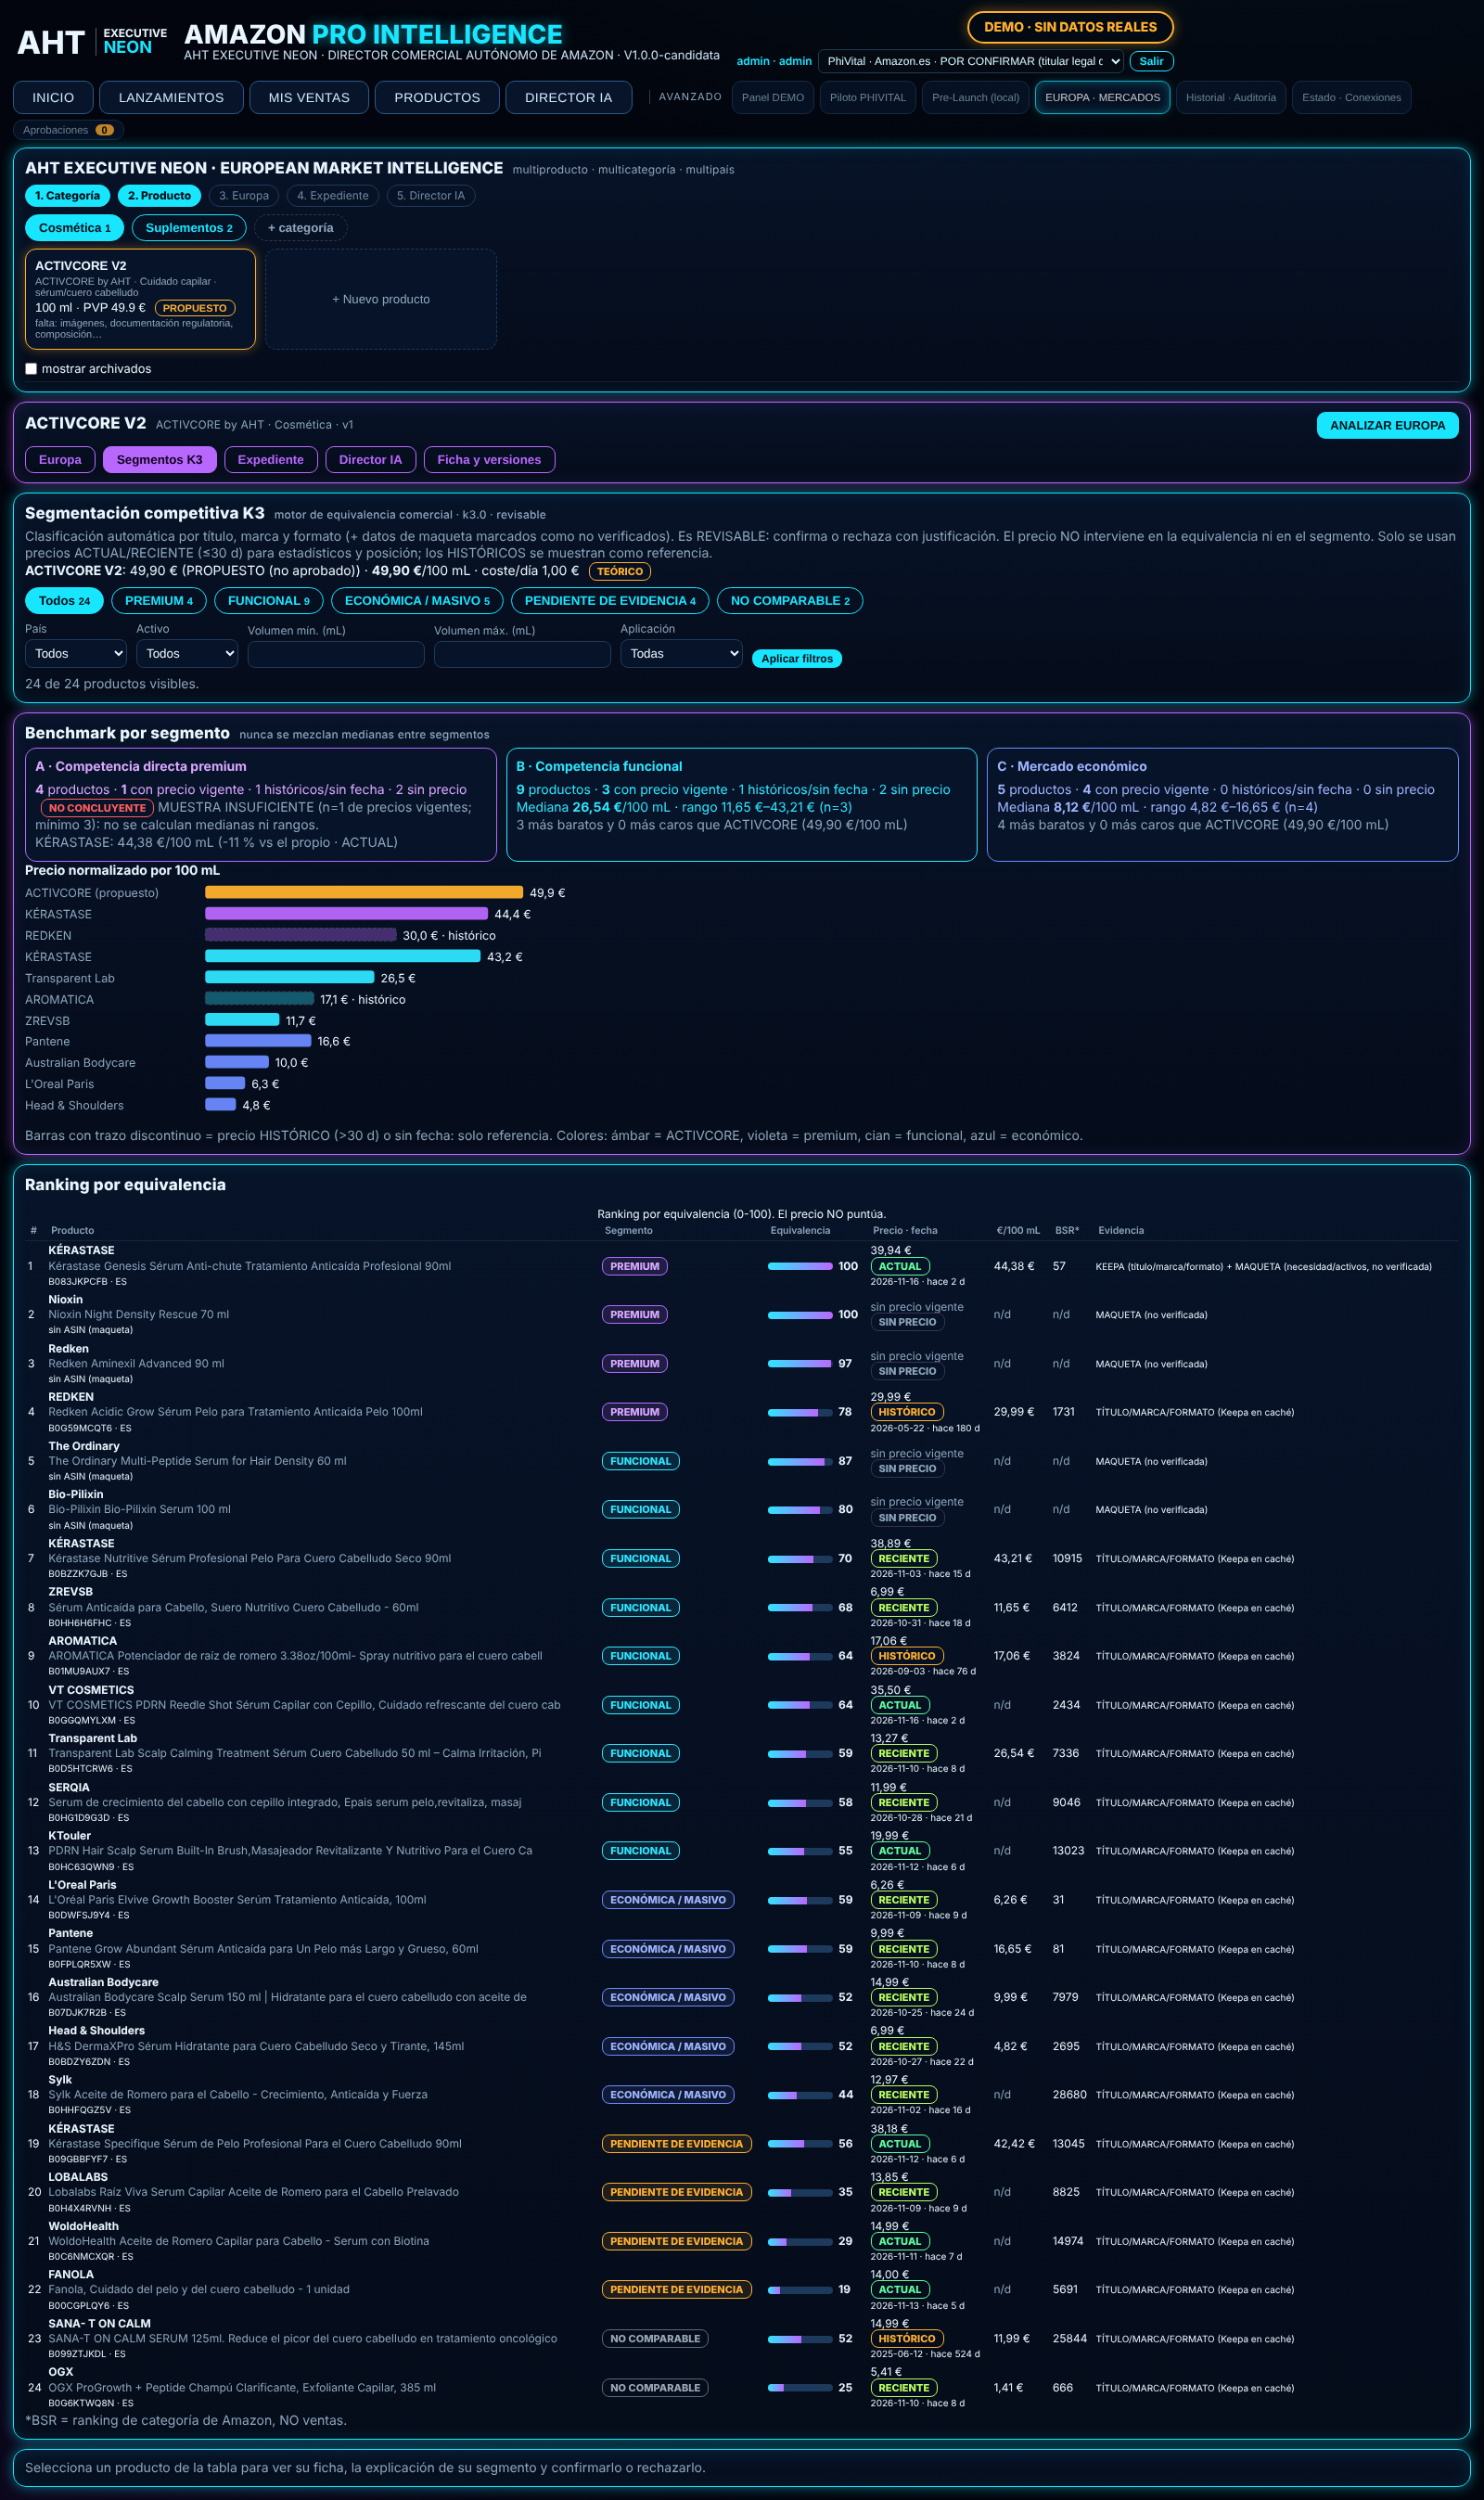 AHT
EXECUTIVE
NEON
AMAZON PRO INTELLIGENCE
AHT EXECUTIVE NEON · DIRECTOR COMERCIAL AUTÓNOMO DE AMAZON · V1.0.0-candidata
DEMO · SIN DATOS REALES
admin · admin
PhiVital · Amazon.es · POR CONFIRMAR (titular legal c
Salir
INICIO
LANZAMIENTOS
MIS VENTAS
PRODUCTOS
DIRECTOR IA
AVANZADO
Panel DEMO
Piloto PHIVITAL
Pre-Launch (local)
EUROPA · MERCADOS
Historial · Auditoría
Estado · Conexiones
Aprobaciones 0
AHT EXECUTIVE NEON · EUROPEAN MARKET INTELLIGENCE multiproducto · multicategoría · multipaís
1. Categoría
2. Producto
3. Europa
4. Expediente
5. Director IA
Cosmética 1
Suplementos 2
+ categoría
ACTIVCORE V2
ACTIVCORE by AHT · Cuidado capilar ·
sérum/cuero cabelludo
100 ml · PVP 49.9 € PROPUESTO
falta: imágenes, documentación regulatoria,
composición…
+ Nuevo producto
mostrar archivados
ACTIVCORE V2 ACTIVCORE by AHT · Cosmética · v1
ANALIZAR EUROPA
Europa
Segmentos K3
Expediente
Director IA
Ficha y versiones
Segmentación competitiva K3 motor de equivalencia comercial · k3.0 · revisable
Clasificación automática por título, marca y formato (+ datos de maqueta marcados como no verificados). Es REVISABLE: confirma o rechaza con justificación. El precio NO interviene en la equivalencia ni en el segmento. Solo se usan
precios ACTUAL/RECIENTE (≤30 d) para estadísticos y posición; los HISTÓRICOS se muestran como referencia.
ACTIVCORE V2: 49,90 € (PROPUESTO (no aprobado)) · 49,90 €/100 mL · coste/día 1,00 € TEÓRICO
Todos 24
PREMIUM 4
FUNCIONAL 9
ECONÓMICA / MASIVO 5
PENDIENTE DE EVIDENCIA 4
NO COMPARABLE 2
País
Activo
Volumen mín. (mL)
Volumen máx. (mL)
Aplicación
Todos
Todos
Todas
Aplicar filtros
24 de 24 productos visibles.
Benchmark por segmento nunca se mezclan medianas entre segmentos
A · Competencia directa premium
4 productos · 1 con precio vigente · 1 históricos/sin fecha · 2 sin precio
NO CONCLUYENTE MUESTRA INSUFICIENTE (n=1 de precios vigentes;
mínimo 3): no se calculan medianas ni rangos.
KÉRASTASE: 44,38 €/100 mL (-11 % vs el propio · ACTUAL)
B · Competencia funcional
9 productos · 3 con precio vigente · 1 históricos/sin fecha · 2 sin precio
Mediana 26,54 €/100 mL · rango 11,65 €–43,21 € (n=3)
3 más baratos y 0 más caros que ACTIVCORE (49,90 €/100 mL)
C · Mercado económico
5 productos · 4 con precio vigente · 0 históricos/sin fecha · 0 sin precio
Mediana 8,12 €/100 mL · rango 4,82 €–16,65 € (n=4)
4 más baratos y 0 más caros que ACTIVCORE (49,90 €/100 mL)
Precio normalizado por 100 mL
ACTIVCORE (propuesto) 49,9 €
KÉRASTASE 44,4 €
REDKEN 30,0 € · histórico
KÉRASTASE 43,2 €
Transparent Lab 26,5 €
AROMATICA 17,1 € · histórico
ZREVSB 11,7 €
Pantene 16,6 €
Australian Bodycare 10,0 €
L'Oreal Paris 6,3 €
Head & Shoulders 4,8 €
Barras con trazo discontinuo = precio HISTÓRICO (>30 d) o sin fecha: solo referencia. Colores: ámbar = ACTIVCORE, violeta = premium, cian = funcional, azul = económico.
Ranking por equivalencia
Ranking por equivalencia (0-100). El precio NO puntúa.
# Producto Segmento Equivalencia Precio · fecha €/100 mL BSR* Evidencia
KÉRASTASE 39,94 €
1 Kérastase Genesis Sérum Anti-chute Tratamiento Anticaída Profesional 90ml PREMIUM 100 ACTUAL 44,38 € 57 KEEPA (título/marca/formato) + MAQUETA (necesidad/activos, no verificada)
B083JKPCFB · ES 2026-11-16 · hace 2 d
Nioxin sin precio vigente
2 Nioxin Night Density Rescue 70 ml PREMIUM 100 SIN PRECIO n/d n/d MAQUETA (no verificada)
sin ASIN (maqueta)
Redken sin precio vigente
3 Redken Aminexil Advanced 90 ml PREMIUM 97 SIN PRECIO n/d n/d MAQUETA (no verificada)
sin ASIN (maqueta)
REDKEN 29,99 €
4 Redken Acidic Grow Sérum Pelo para Tratamiento Anticaída Pelo 100ml PREMIUM 78 HISTÓRICO 29,99 € 1731 TÍTULO/MARCA/FORMATO (Keepa en caché)
B0G59MCQT6 · ES 2026-05-22 · hace 180 d
The Ordinary sin precio vigente
5 The Ordinary Multi-Peptide Serum for Hair Density 60 ml FUNCIONAL 87 SIN PRECIO n/d n/d MAQUETA (no verificada)
sin ASIN (maqueta)
Bio-Pilixin sin precio vigente
6 Bio-Pilixin Bio-Pilixin Serum 100 ml FUNCIONAL 80 SIN PRECIO n/d n/d MAQUETA (no verificada)
sin ASIN (maqueta)
KÉRASTASE 38,89 €
7 Kérastase Nutritive Sérum Profesional Pelo Para Cuero Cabelludo Seco 90ml FUNCIONAL 70 RECIENTE 43,21 € 10915 TÍTULO/MARCA/FORMATO (Keepa en caché)
B0BZZK7GJB · ES 2026-11-03 · hace 15 d
ZREVSB 6,99 €
8 Sérum Anticaída para Cabello, Suero Nutritivo Cuero Cabelludo - 60ml FUNCIONAL 68 RECIENTE 11,65 € 6412 TÍTULO/MARCA/FORMATO (Keepa en caché)
B0HH6H6FHC · ES 2026-10-31 · hace 18 d
AROMATICA 17,06 €
9 AROMATICA Potenciador de raíz de romero 3.38oz/100ml- Spray nutritivo para el cuero cabell FUNCIONAL 64 HISTÓRICO 17,06 € 3824 TÍTULO/MARCA/FORMATO (Keepa en caché)
B01MU9AUX7 · ES 2026-09-03 · hace 76 d
VT COSMETICS 35,50 €
10 VT COSMETICS PDRN Reedle Shot Sérum Capilar con Cepillo, Cuidado refrescante del cuero cab FUNCIONAL 64 ACTUAL n/d 2434 TÍTULO/MARCA/FORMATO (Keepa en caché)
B0GGQMYLXM · ES 2026-11-16 · hace 2 d
Transparent Lab 13,27 €
11 Transparent Lab Scalp Calming Treatment Sérum Cuero Cabelludo 50 ml – Calma Irritación, Pi FUNCIONAL 59 RECIENTE 26,54 € 7336 TÍTULO/MARCA/FORMATO (Keepa en caché)
B0D5HTCRW6 · ES 2026-11-10 · hace 8 d
SERQIA 11,99 €
12 Serum de crecimiento del cabello con cepillo integrado, Epais serum pelo,revitaliza, masaj FUNCIONAL 58 RECIENTE n/d 9046 TÍTULO/MARCA/FORMATO (Keepa en caché)
B0HG1D9G3D · ES 2026-10-28 · hace 21 d
KTouler 19,99 €
13 PDRN Hair Scalp Serum Built-In Brush,Masajeador Revitalizante Y Nutritivo Para el Cuero Ca FUNCIONAL 55 ACTUAL n/d 13023 TÍTULO/MARCA/FORMATO (Keepa en caché)
B0HC63QWN9 · ES 2026-11-12 · hace 6 d
L'Oreal Paris 6,26 €
14 L'Oréal Paris Elvive Growth Booster Serúm Tratamiento Anticaída, 100ml ECONÓMICA / MASIVO 59 RECIENTE 6,26 € 31 TÍTULO/MARCA/FORMATO (Keepa en caché)
B0DWFSJ9Y4 · ES 2026-11-09 · hace 9 d
Pantene 9,99 €
15 Pantene Grow Abundant Sérum Anticaída para Un Pelo más Largo y Grueso, 60ml ECONÓMICA / MASIVO 59 RECIENTE 16,65 € 81 TÍTULO/MARCA/FORMATO (Keepa en caché)
B0FPLQR5XW · ES 2026-11-10 · hace 8 d
Australian Bodycare 14,99 €
16 Australian Bodycare Scalp Serum 150 ml | Hidratante para el cuero cabelludo con aceite de ECONÓMICA / MASIVO 52 RECIENTE 9,99 € 7979 TÍTULO/MARCA/FORMATO (Keepa en caché)
B07DJK7R2B · ES 2026-10-25 · hace 24 d
Head & Shoulders 6,99 €
17 H&S DermaXPro Sérum Hidratante para Cuero Cabelludo Seco y Tirante, 145ml ECONÓMICA / MASIVO 52 RECIENTE 4,82 € 2695 TÍTULO/MARCA/FORMATO (Keepa en caché)
B0BDZY6ZDN · ES 2026-10-27 · hace 22 d
Sylk 12,97 €
18 Sylk Aceite de Romero para el Cabello - Crecimiento, Anticaída y Fuerza ECONÓMICA / MASIVO 44 RECIENTE n/d 28680 TÍTULO/MARCA/FORMATO (Keepa en caché)
B0HHFQGZ5V · ES 2026-11-02 · hace 16 d
KÉRASTASE 38,18 €
19 Kérastase Specifique Sérum de Pelo Profesional Para el Cuero Cabelludo 90ml PENDIENTE DE EVIDENCIA 56 ACTUAL 42,42 € 13045 TÍTULO/MARCA/FORMATO (Keepa en caché)
B09GBBFYF7 · ES 2026-11-12 · hace 6 d
LOBALABS 13,85 €
20 Lobalabs Raíz Viva Serum Capilar Aceite de Romero para el Cabello Prelavado PENDIENTE DE EVIDENCIA 35 RECIENTE n/d 8825 TÍTULO/MARCA/FORMATO (Keepa en caché)
B0H4X4RVNH · ES 2026-11-09 · hace 9 d
WoldoHealth 14,99 €
21 WoldoHealth Aceite de Romero Capilar para Cabello - Serum con Biotina PENDIENTE DE EVIDENCIA 29 ACTUAL n/d 14974 TÍTULO/MARCA/FORMATO (Keepa en caché)
B0C6NMCXQR · ES 2026-11-11 · hace 7 d
FANOLA 14,00 €
22 Fanola, Cuidado del pelo y del cuero cabelludo - 1 unidad PENDIENTE DE EVIDENCIA 19 ACTUAL n/d 5691 TÍTULO/MARCA/FORMATO (Keepa en caché)
B00CGPLQY6 · ES 2026-11-13 · hace 5 d
SANA- T ON CALM 14,99 €
23 SANA-T ON CALM SERUM 125ml. Reduce el picor del cuero cabelludo en tratamiento oncológico NO COMPARABLE 52 HISTÓRICO 11,99 € 25844 TÍTULO/MARCA/FORMATO (Keepa en caché)
B099ZTJKDL · ES 2025-06-12 · hace 524 d
OGX 5,41 €
24 OGX ProGrowth + Peptide Champú Clarificante, Exfoliante Capilar, 385 ml NO COMPARABLE 25 RECIENTE 1,41 € 666 TÍTULO/MARCA/FORMATO (Keepa en caché)
B0G6KTWQ8N · ES 2026-11-10 · hace 8 d
*BSR = ranking de categoría de Amazon, NO ventas.
Selecciona un producto de la tabla para ver su ficha, la explicación de su segmento y confirmarlo o rechazarlo.